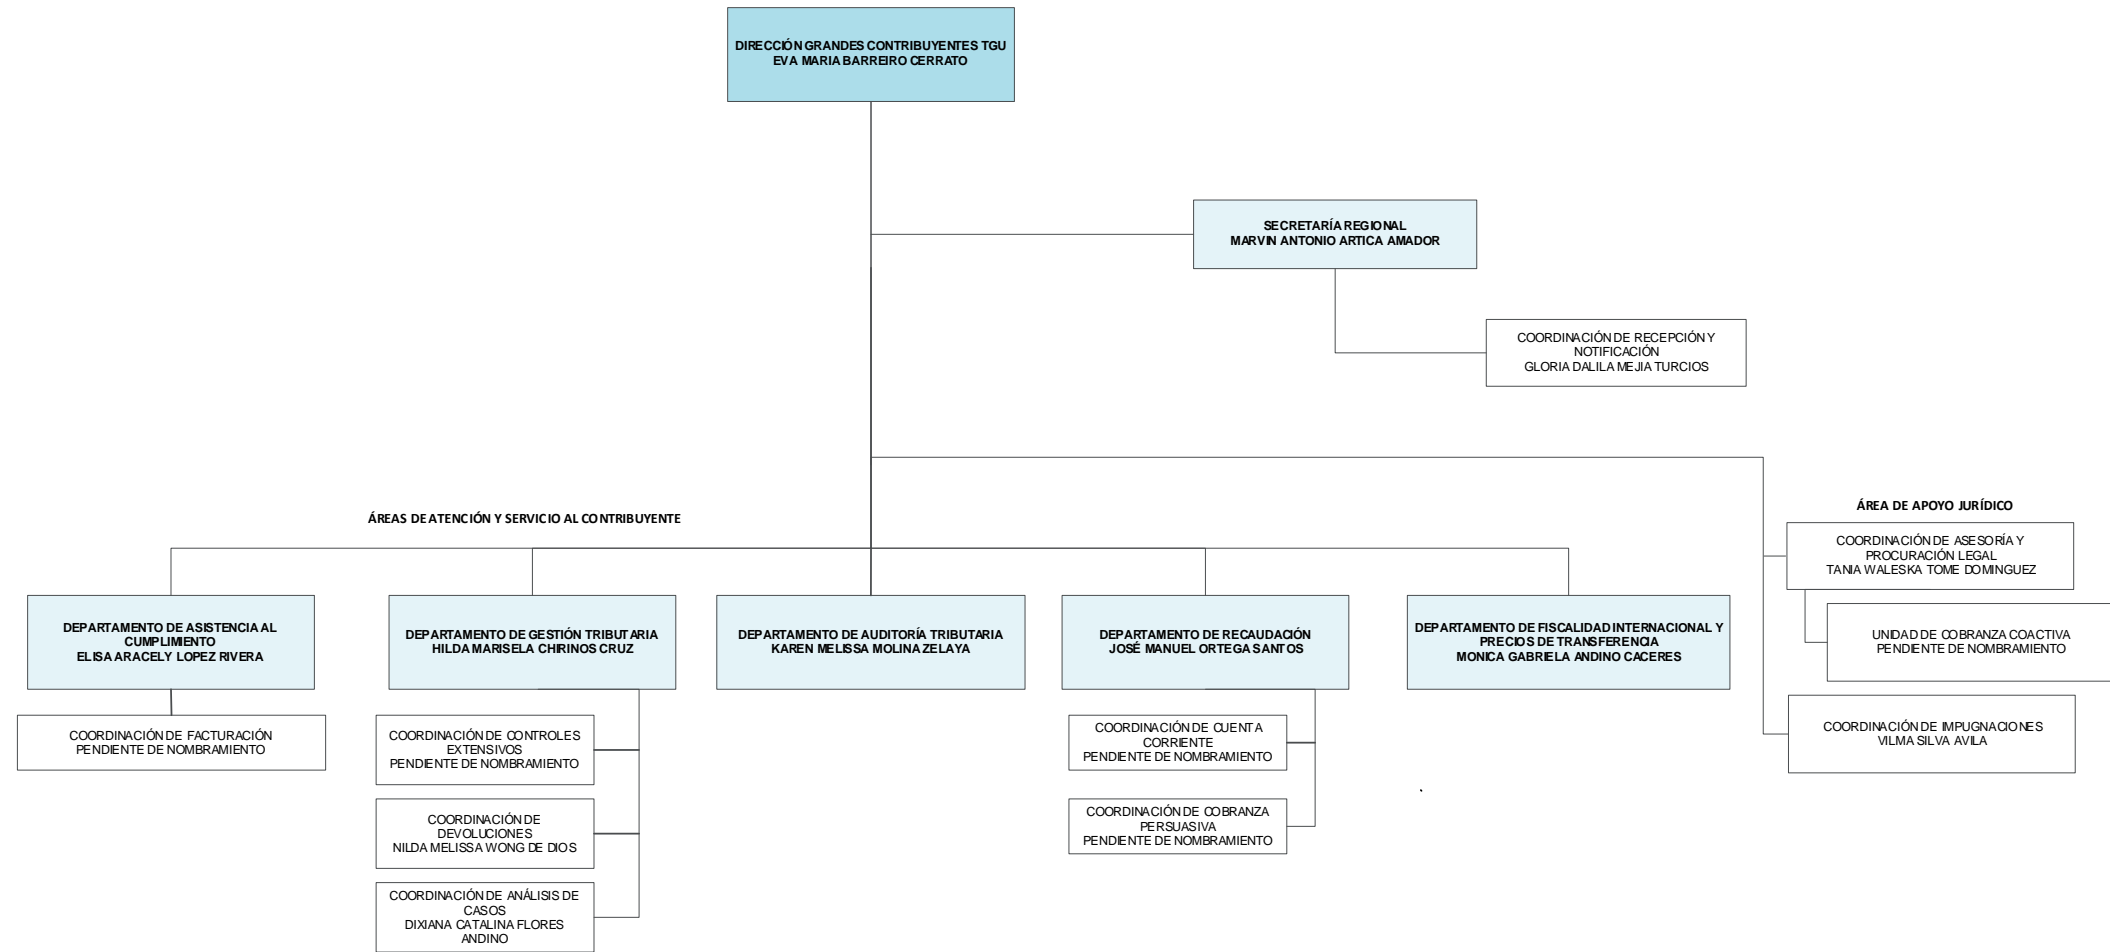 DIRECCIÓN GRANDES CONTRIBUYENTES TGU
EVA MARIA BARREIRO CERRATO
SECRETARÍA REGIONAL
MARVIN ANTONIO ARTICA AMADOR
COORDINACIÓN DE RECEPCIÓN Y
NOTIFICACIÓN
GLORIA DALILA MEJIA TURCIOS
ÁREAS DE ATENCIÓN Y SERVICIO AL CONTRIBUYENTE
ÁREA DE APOYO JURÍDICO
COORDINACIÓN DE ASESORÍA Y
PROCURACIÓN LEGAL
TANIA WALESKA TOME DOMINGUEZ
UNIDAD DE COBRANZA COACTIVA
PENDIENTE DE NOMBRAMIENTO
COORDINACIÓN DE IMPUGNACIONES
VILMA SILVA AVILA
DEPARTAMENTO DE ASISTENCIA AL
CUMPLIMIENTO
ELISA ARACELY LOPEZ RIVERA
COORDINACIÓN DE FACTURACIÓN
PENDIENTE DE NOMBRAMIENTO
DEPARTAMENTO DE GESTIÓN TRIBUTARIA
HILDA MARISELA CHIRINOS CRUZ
COORDINACIÓN DE CONTROLES
EXTENSIVOS
PENDIENTE DE NOMBRAMIENTO
COORDINACIÓN DE
DEVOLUCIONES
NILDA MELISSA WONG DE DIOS
COORDINACIÓN DE ANÁLISIS DE
CASOS
DIXIANA CATALINA FLORES
ANDINO
DEPARTAMENTO DE AUDITORÍA TRIBUTARIA
KAREN MELISSA MOLINA ZELAYA
DEPARTAMENTO DE RECAUDACIÓN
JOSÉ MANUEL ORTEGA SANTOS
COORDINACIÓN DE CUENTA
CORRIENTE
PENDIENTE DE NOMBRAMIENTO
COORDINACIÓN DE COBRANZA
PERSUASIVA
PENDIENTE DE NOMBRAMIENTO
DEPARTAMENTO DE FISCALIDAD INTERNACIONAL Y
PRECIOS DE TRANSFERENCIA
MONICA GABRIELA ANDINO CACERES
.